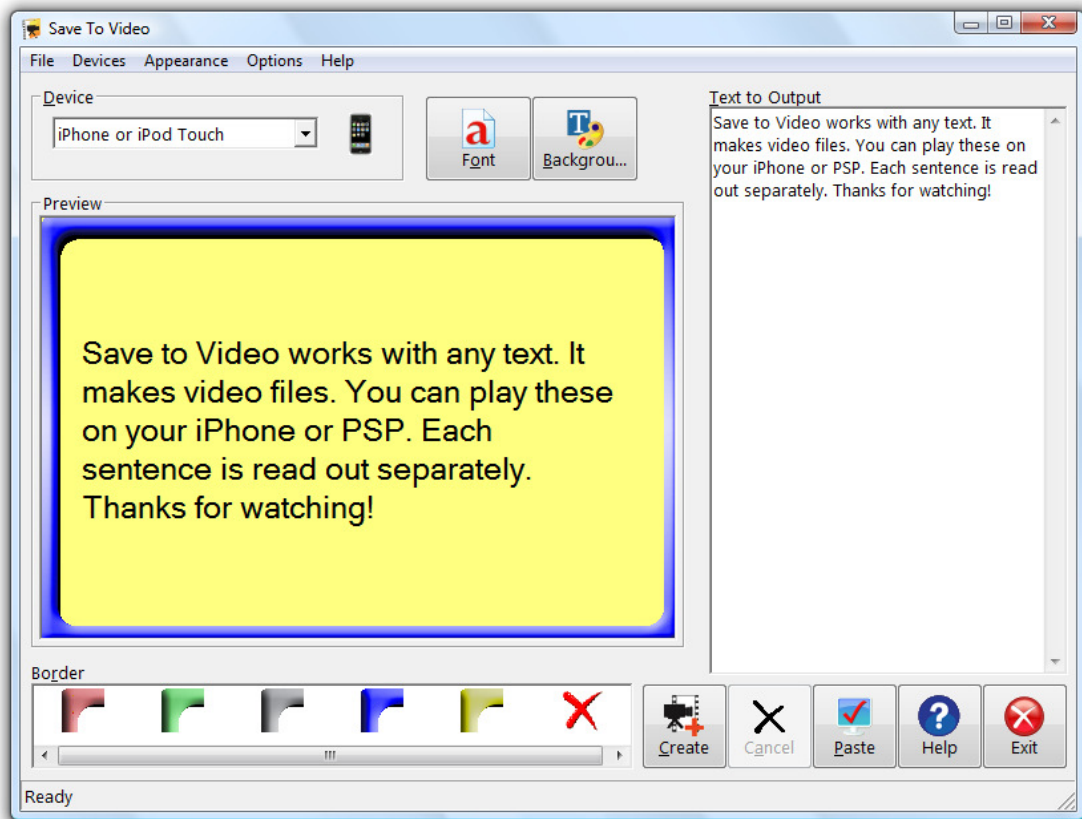 Save To Video
File Devices Appearance Options Help
Device
iPhone or iPod Touch
a
Font
T
Backgrou...
Text to Output
Save to Video works with any text. It
makes video files. You can play these on
your iPhone or PSP. Each sentence is read
out separately. Thanks for watching!
Preview
Save to Video works with any text. It
makes video files. You can play these
on your iPhone or PSP. Each
sentence is read out separately.
Thanks for watching!
Border
Create
Cancel
Paste
?
Help
Exit
Ready